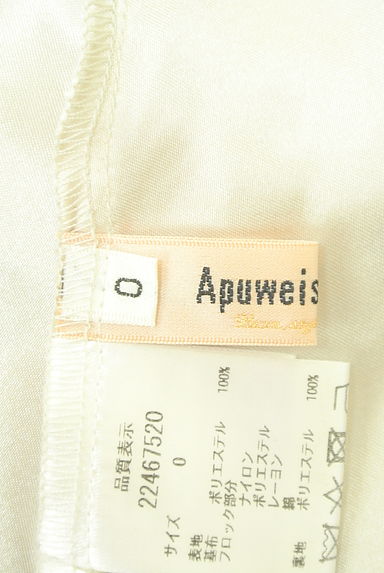 0
Apuweis
品質表示
22467520
サイズ 0
表地
基布 ポリエステル 100%
フロック部分 ナイロン
ポリエステル
レーヨン
綿
裏地 ポリエステル 100%